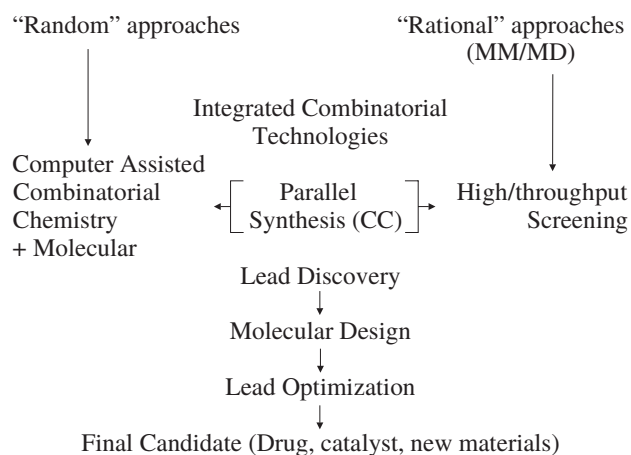 “Random” approaches
“Rational” approaches
(MM/MD)
Integrated Combinatorial
Technologies
Computer Assisted
Combinatorial
Chemistry
+ Molecular
Parallel
Synthesis (CC)
High/throughput
Screening
Lead Discovery
Molecular Design
Lead Optimization
Final Candidate (Drug, catalyst, new materials)